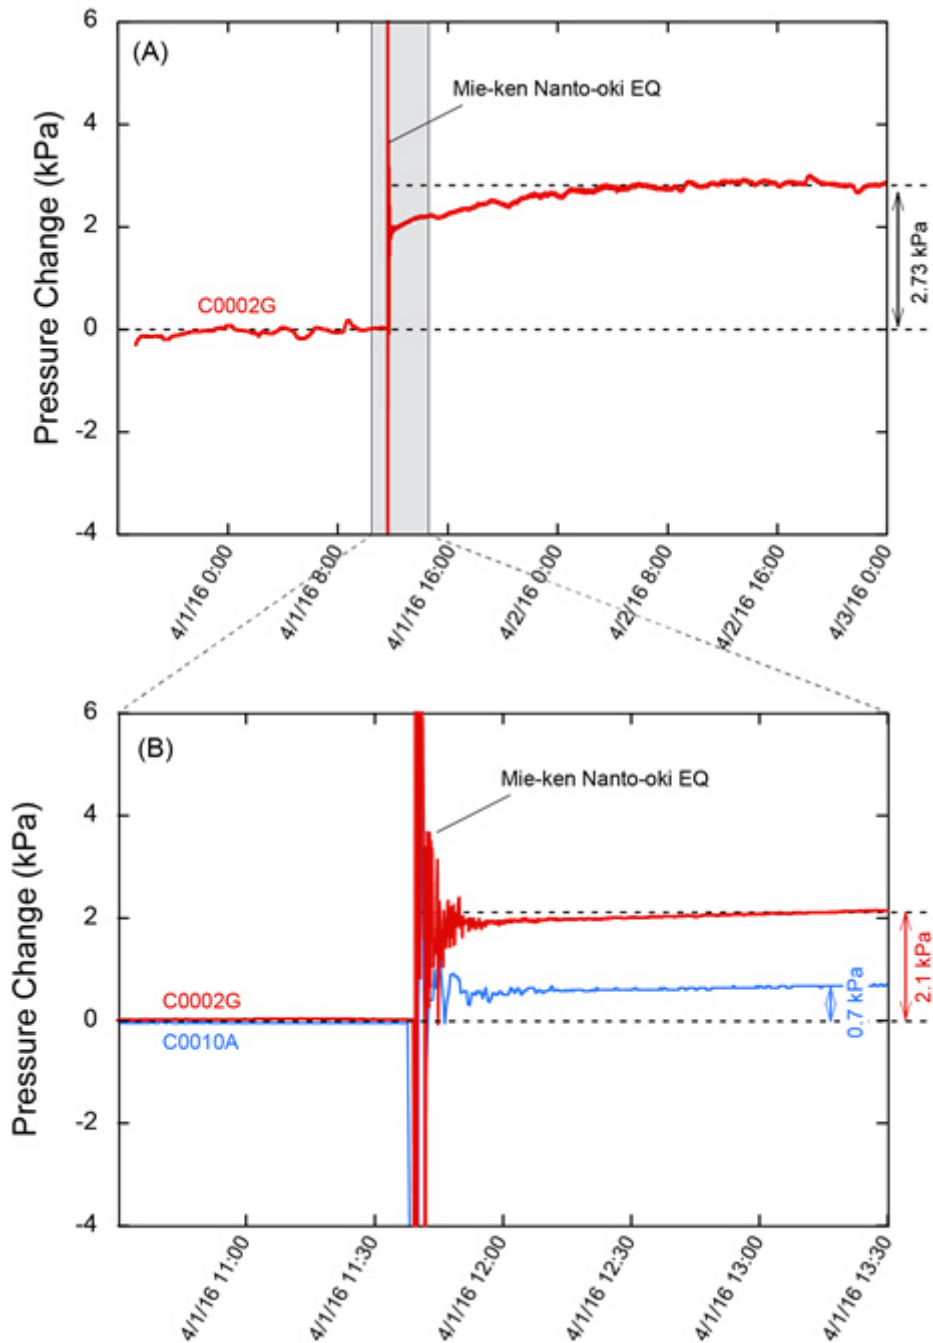 6
(A)
Mie-ken Nanto-oki EQ
4
2
2.73 kPa
C0002G
0
-2
-4
Pressure Change (kPa)
4/1/16 0:00
4/1/16 8:00
4/1/16 16:00
4/2/16 0:00
4/2/16 8:00
4/2/16 16:00
4/3/16 0:00
6
(B)
Mie-ken Nanto-oki EQ
4
2
C0002G
0.7 kPa
2.1 kPa
0
C0010A
-2
-4
Pressure Change (kPa)
4/1/16 11:00
4/1/16 11:30
4/1/16 12:00
4/1/16 12:30
4/1/16 13:00
4/1/16 13:30